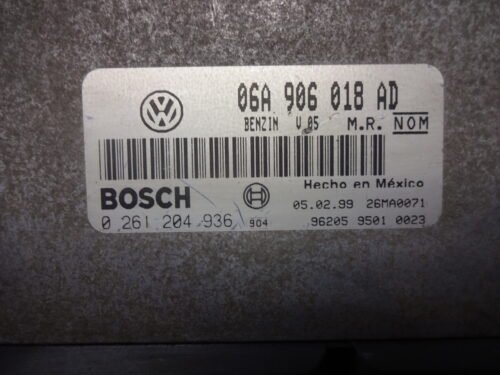 06A 906 018 AD
BENZIN V.05 M.R. NOM
BOSCH Hecho en México
0 261 204 936 904 05.02.99 26MA0071
96205 9501 0023